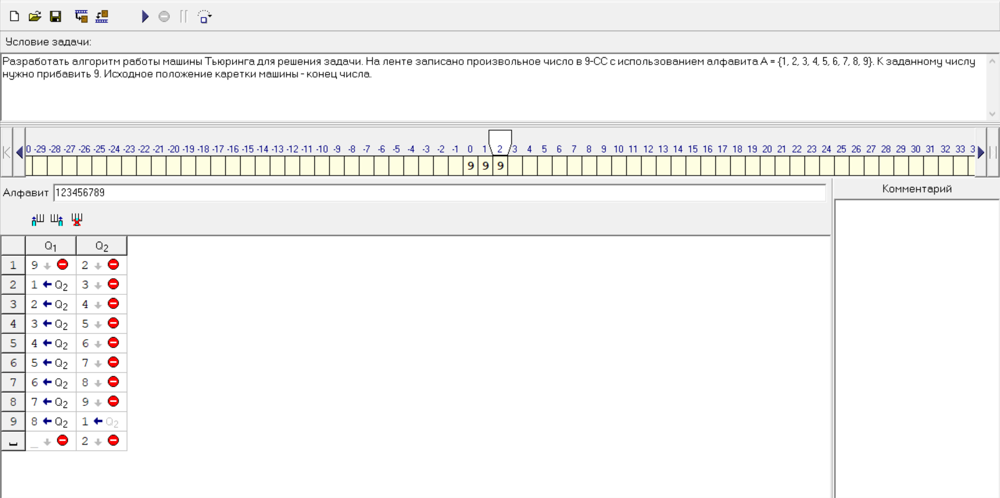 Условие задачи:
Разработать алгоритм работы машины Тьюринга для решения задачи. На ленте записано произвольное число в 9-СС с использованием алфавита А = {1, 2, 3, 4, 5, 6, 7, 8, 9}. К заданному числу
нужно прибавить 9. Исходное положение каретки машины - конец числа.
0 -29 -28 -27 -26 -25 -24 -23 -22 -21 -20 -19 -18 -17 -16 -15 -14 -13 -12 -11 -10 -9 -8 -7 -6 -5 -4 -3 -2 -1 0 1 2 3 4 5 6 7 8 9 10 11 12 13 14 15 16 17 18 19 20 21 22 23 24 25 26 27 28 29 30 31 32 33 3
9 9 9
Алфавит 123456789
Комментарий
Q1 Q2
1 9 2
2 1 ← Q2 3
3 2 ← Q2 4
4 3 ← Q2 5
5 4 ← Q2 6
6 5 ← Q2 7
7 6 ← Q2 8
8 7 ← Q2 9
9 8 ← Q2 1 ← Q2
_ 2